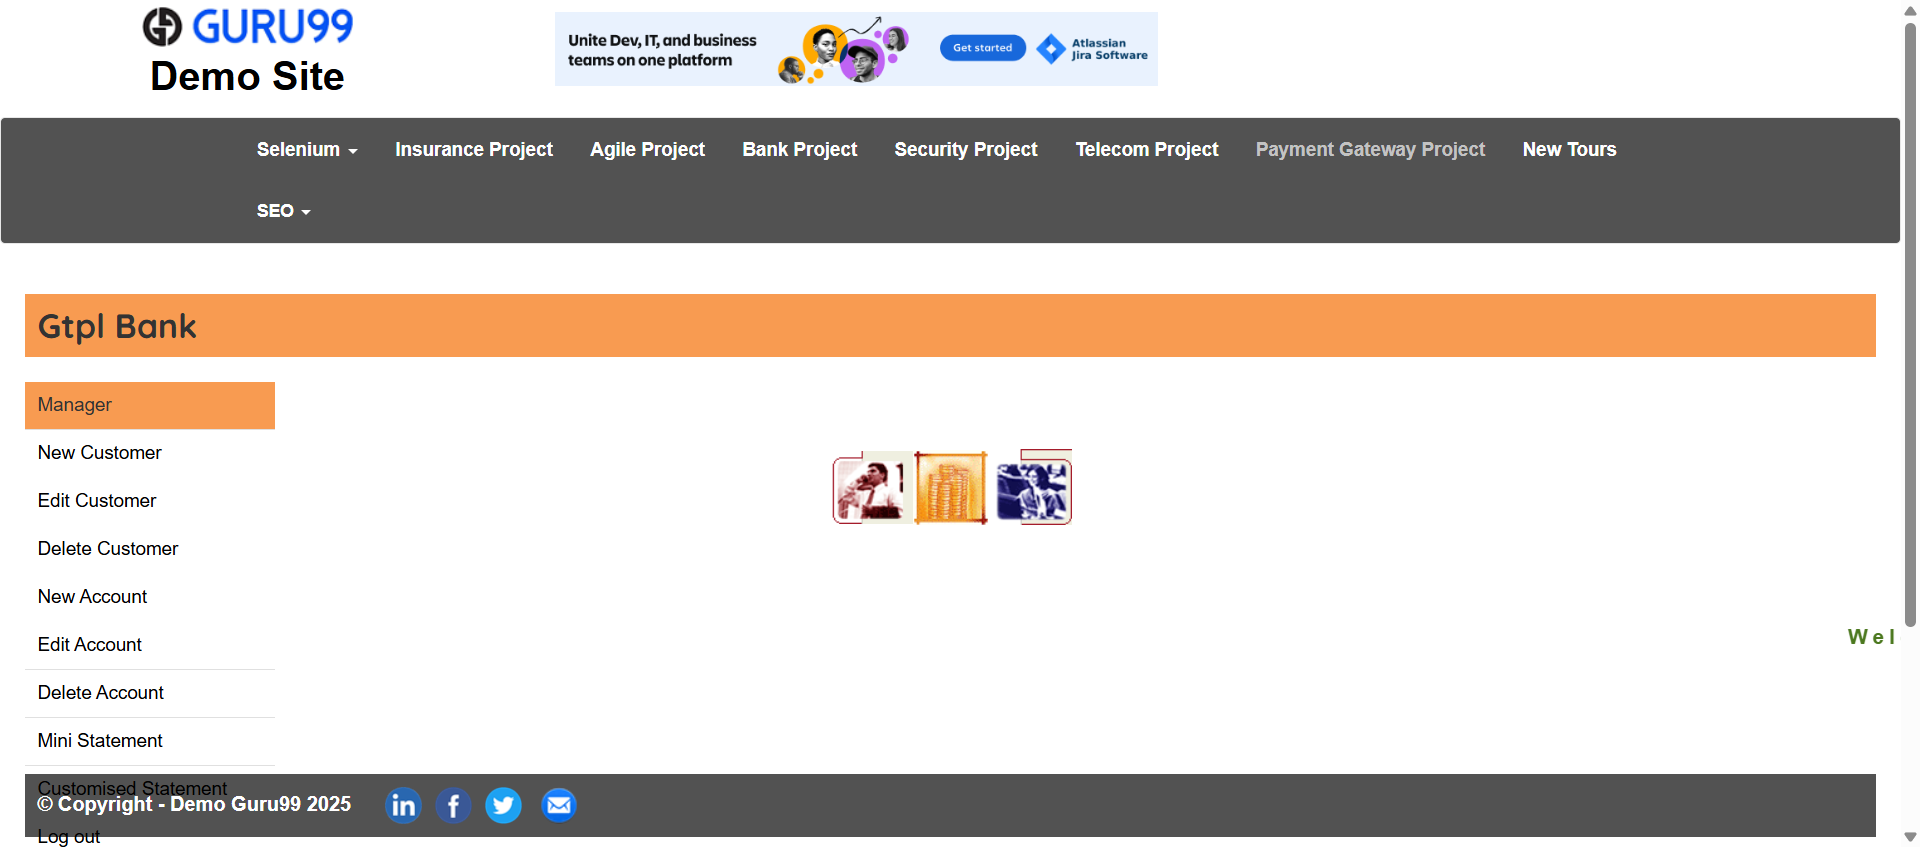 GURU99
Demo Site
Unite Dev, IT, and business
teams on one platform
Get started
Atlassian
Jira Software
Selenium
Insurance Project
Agile Project
Bank Project
Security Project
Telecom Project
Payment Gateway Project
New Tours
SEO
Gtpl Bank
Manager
New Customer
Edit Customer
Delete Customer
New Account
Edit Account
Wel
Delete Account
Mini Statement
Customised Statement
© Copyright - Demo Guru99 2025
Log out